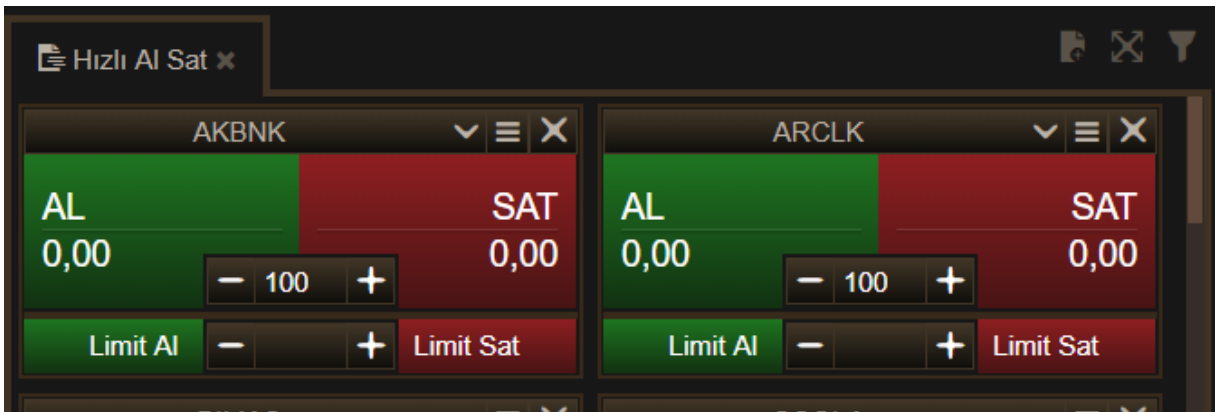 Hızlı Al Sat
AKBNK
AL
SAT
0,00
0,00
100
Limit Al
Limit Sat
ARCLK
AL
SAT
0,00
0,00
100
Limit Al
Limit Sat